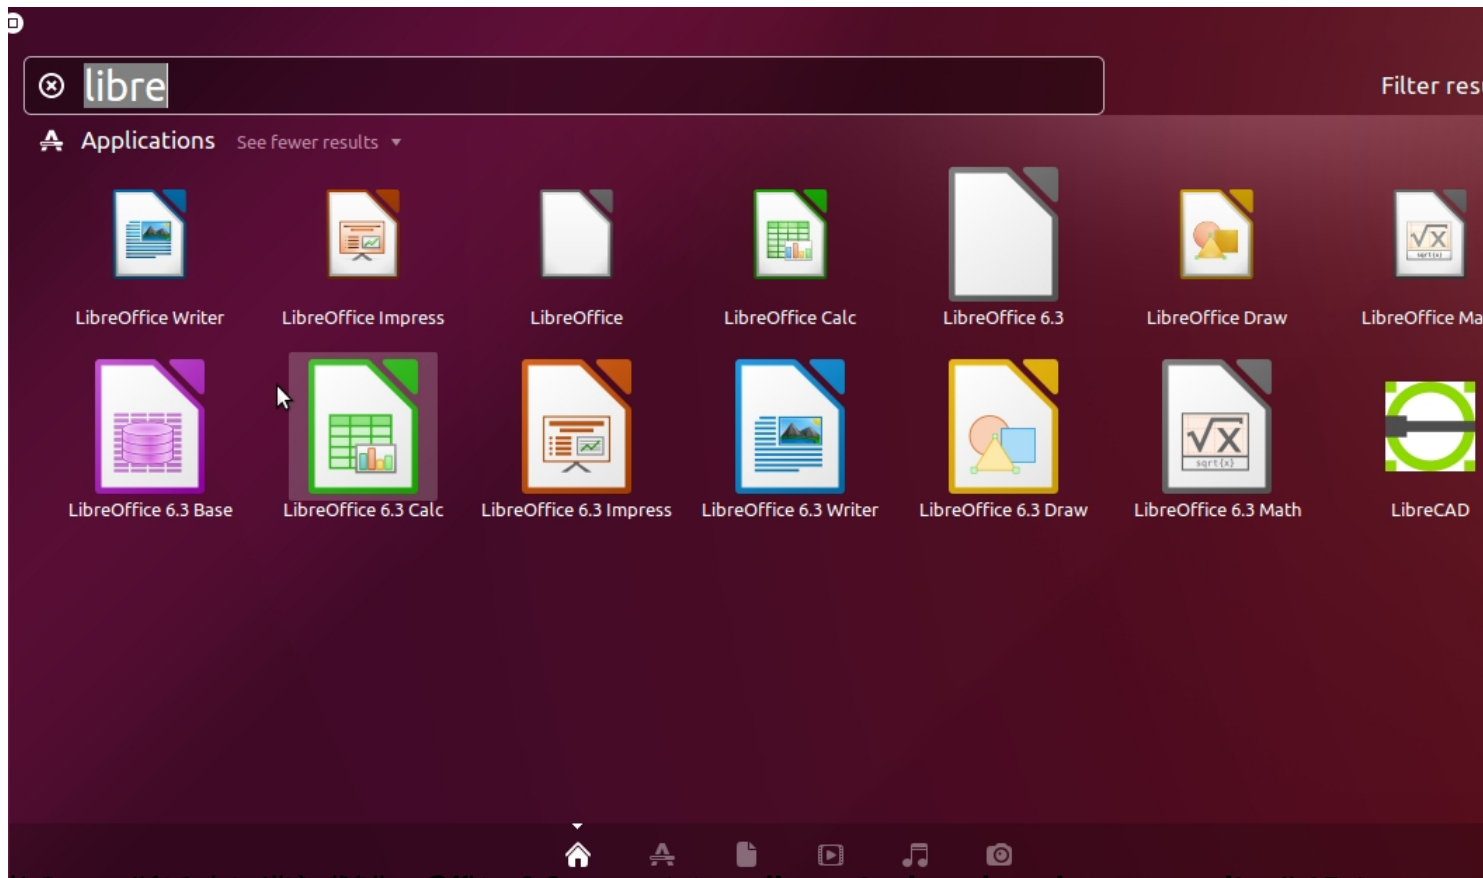 libre
Filter resu
Applications See fewer results
LibreOffice Writer
LibreOffice Impress
LibreOffice
LibreOffice Calc
LibreOffice 6.3
LibreOffice Draw
LibreOffice Ma
LibreOffice 6.3 Base
LibreOffice 6.3 Calc
LibreOffice 6.3 Impress
LibreOffice 6.3 Writer
LibreOffice 6.3 Draw
LibreOffice 6.3 Math
LibreCAD